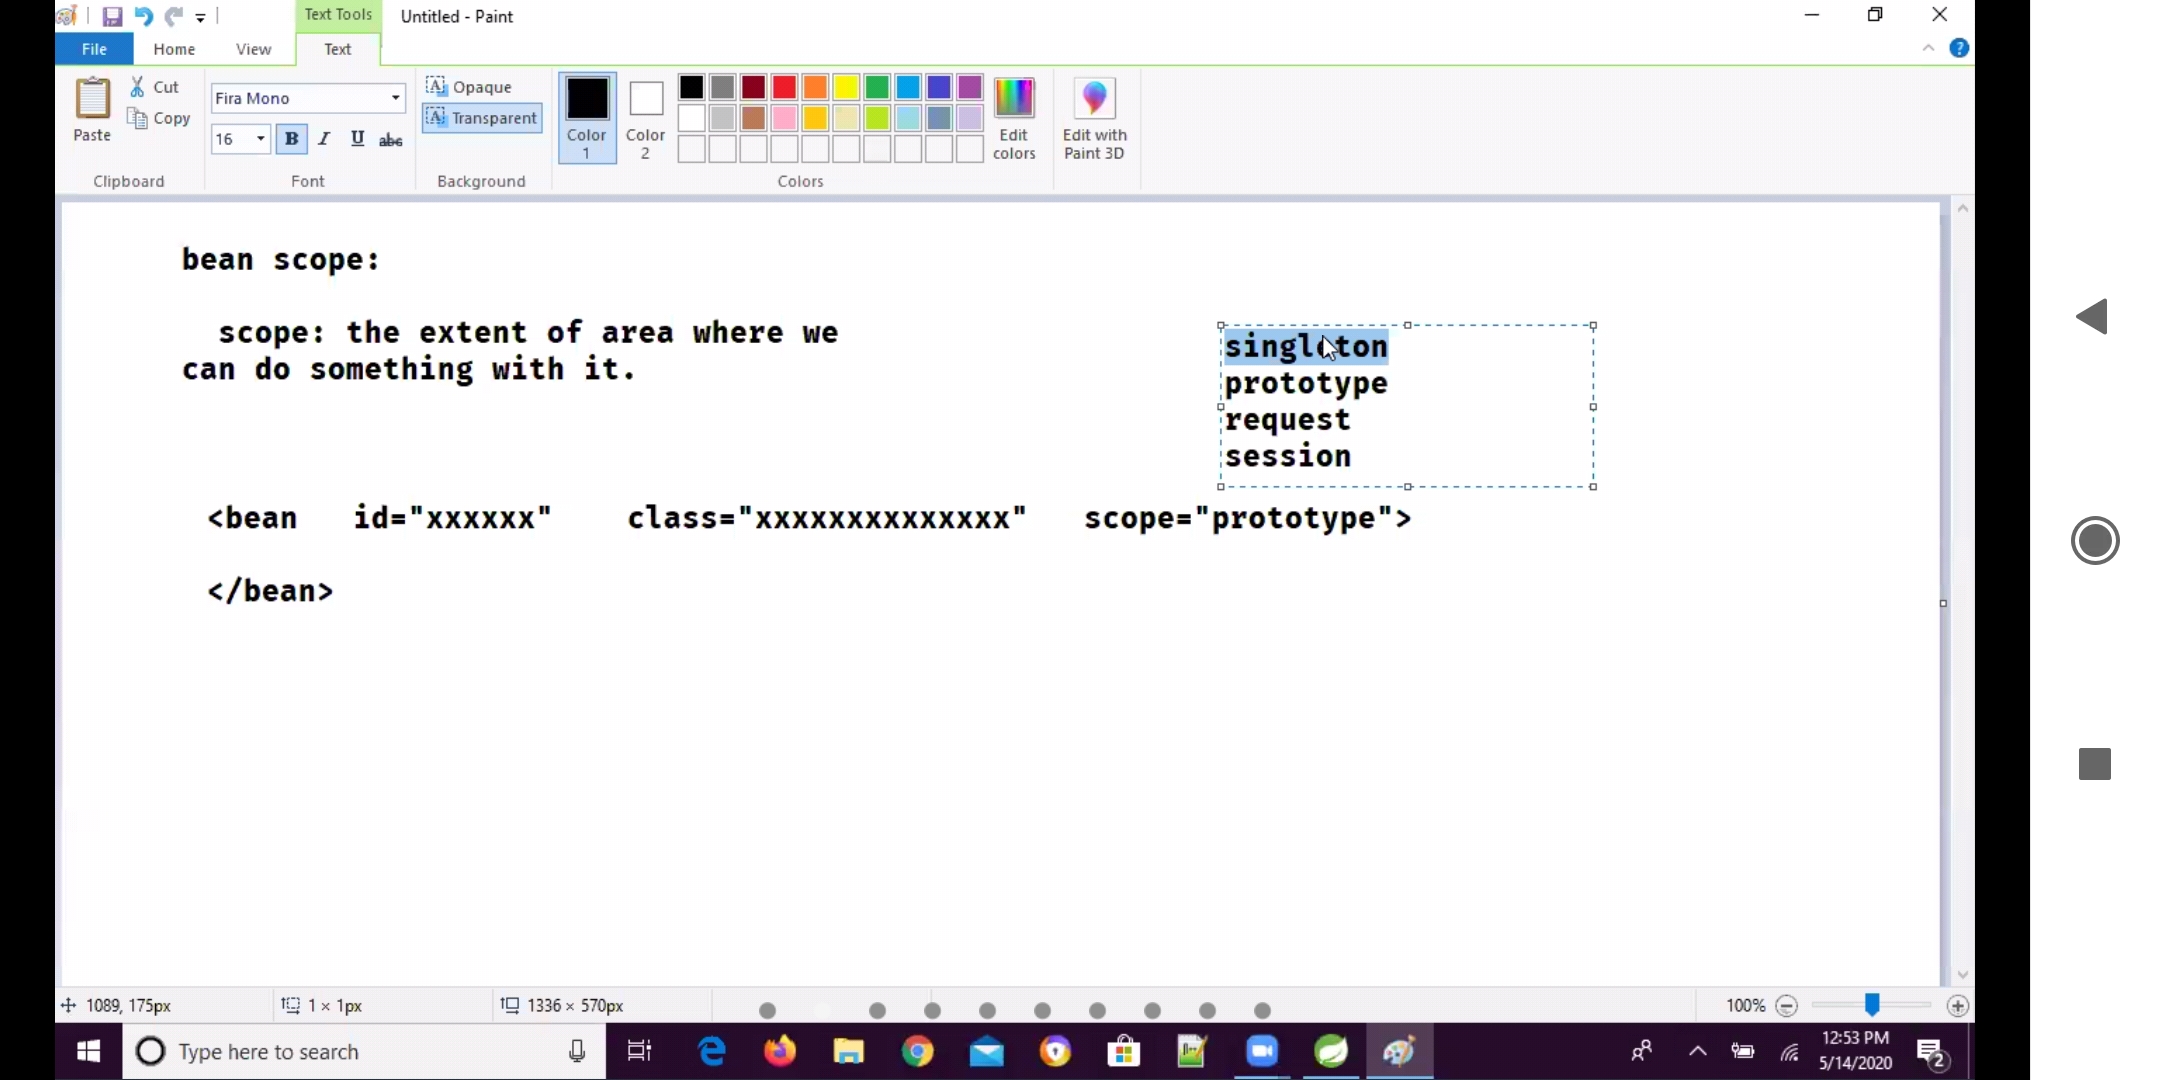 Text Tools
Untitled - Paint
File
Home
View
Text
Paste
Cut
Copy
Clipboard
Fira Mono
16
B
I
U
abc
Font
Opaque
Transparent
Background
Color
1
Color
2
Edit
colors
Colors
Edit with
Paint 3D
bean scope:
scope: the extent of area where we
can do something with it.
singleton
prototype
request
session
<bean   id="xxxxxx"    class="xxxxxxxxxxxxxx"   scope="prototype">
</bean>
1089, 175px
1 × 1px
1336 × 570px
100%
Type here to search
12:53 PM
5/14/2020
2